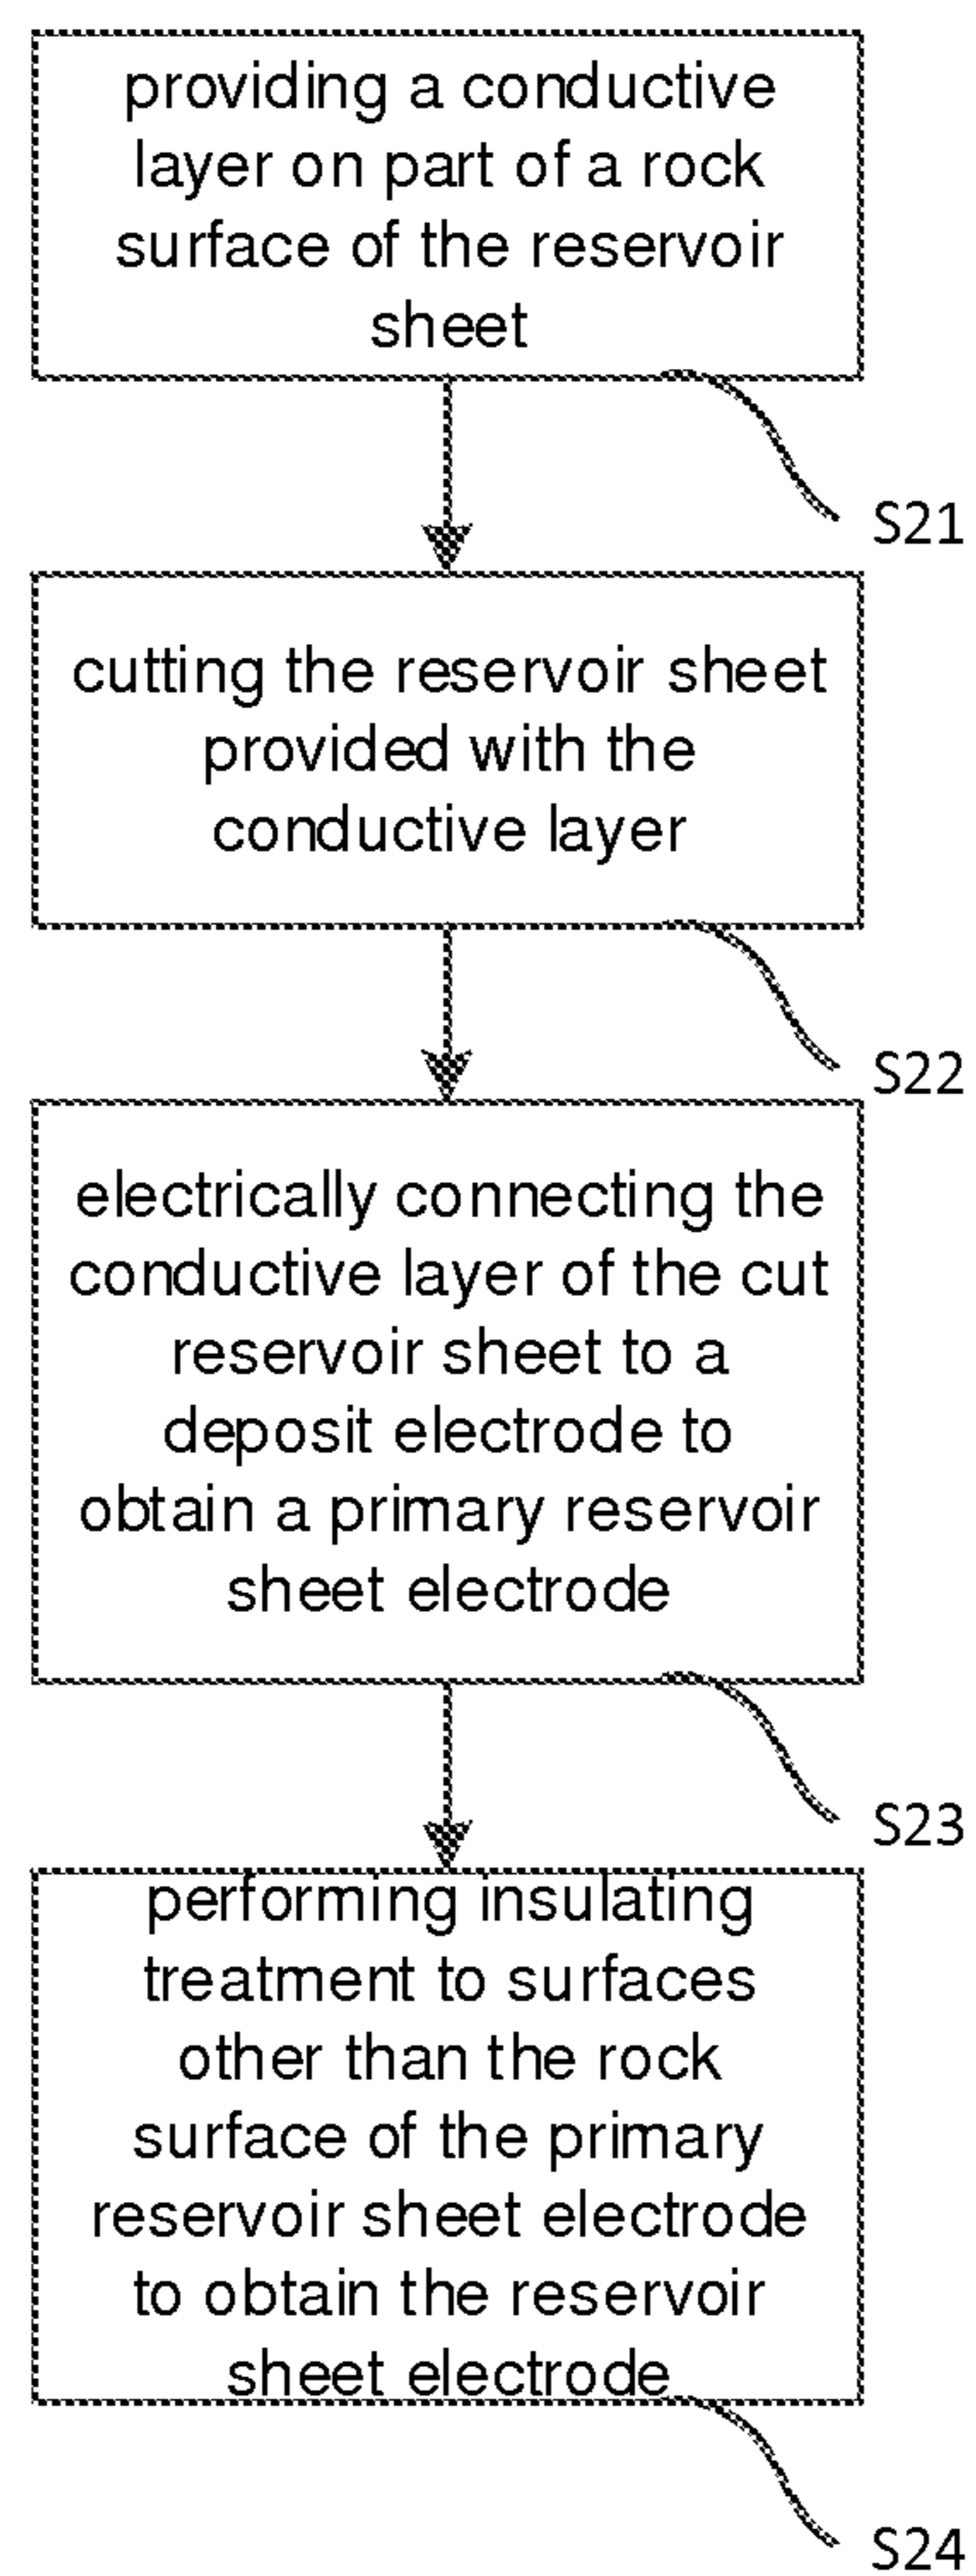 providing a conductive
layer on part of a rock
surface of the reservoir
sheet
S21
cutting the reservoir sheet
provided with the
conductive layer
S22
electrically connecting the
conductive layer of the cut
reservoir sheet to a
deposit electrode to
obtain a primary reservoir
sheet electrode
S23
performing insulating
treatment to surfaces
other than the rock
surface of the primary
reservoir sheet electrode
to obtain the reservoir
sheet electrode
S24